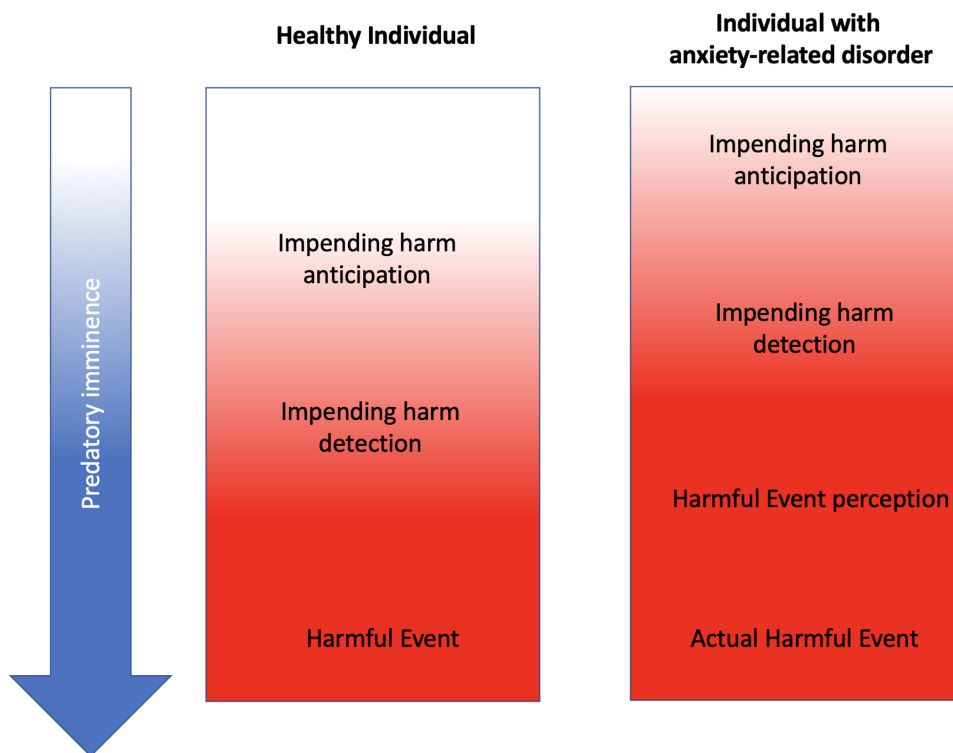 Healthy Individual
Individual with
anxiety-related disorder
Predatory imminence
Impending harm
anticipation
Impending harm
detection
Harmful Event
Impending harm
anticipation
Impending harm
detection
Harmful Event perception
Actual Harmful Event